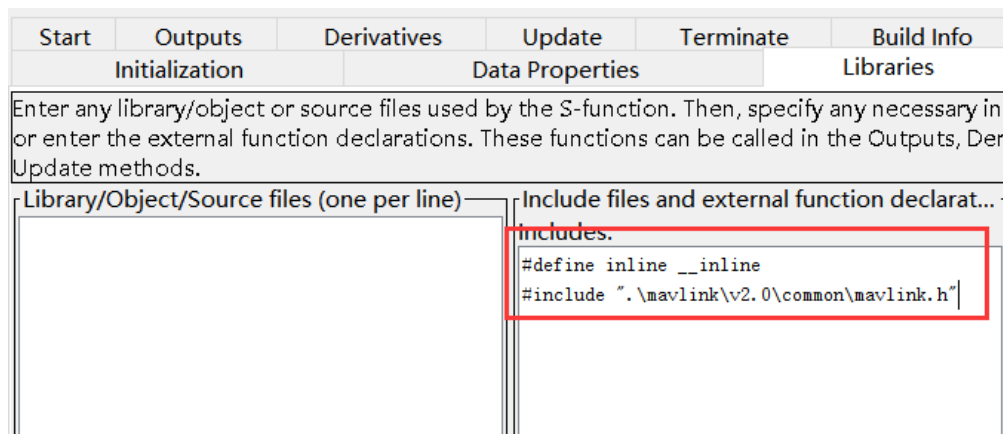 Start Outputs Derivatives Update Terminate Build Info
Initialization Data Properties Libraries
Enter any library/object or source files used by the S-function. Then, specify any necessary in
or enter the external function declarations. These functions can be called in the Outputs, Der
Update methods.
Library/Object/Source files (one per line)
Include files and external function declarat...
Includes:
#define inline __inline
#include ".\mavlink\v2.0\common\mavlink.h"